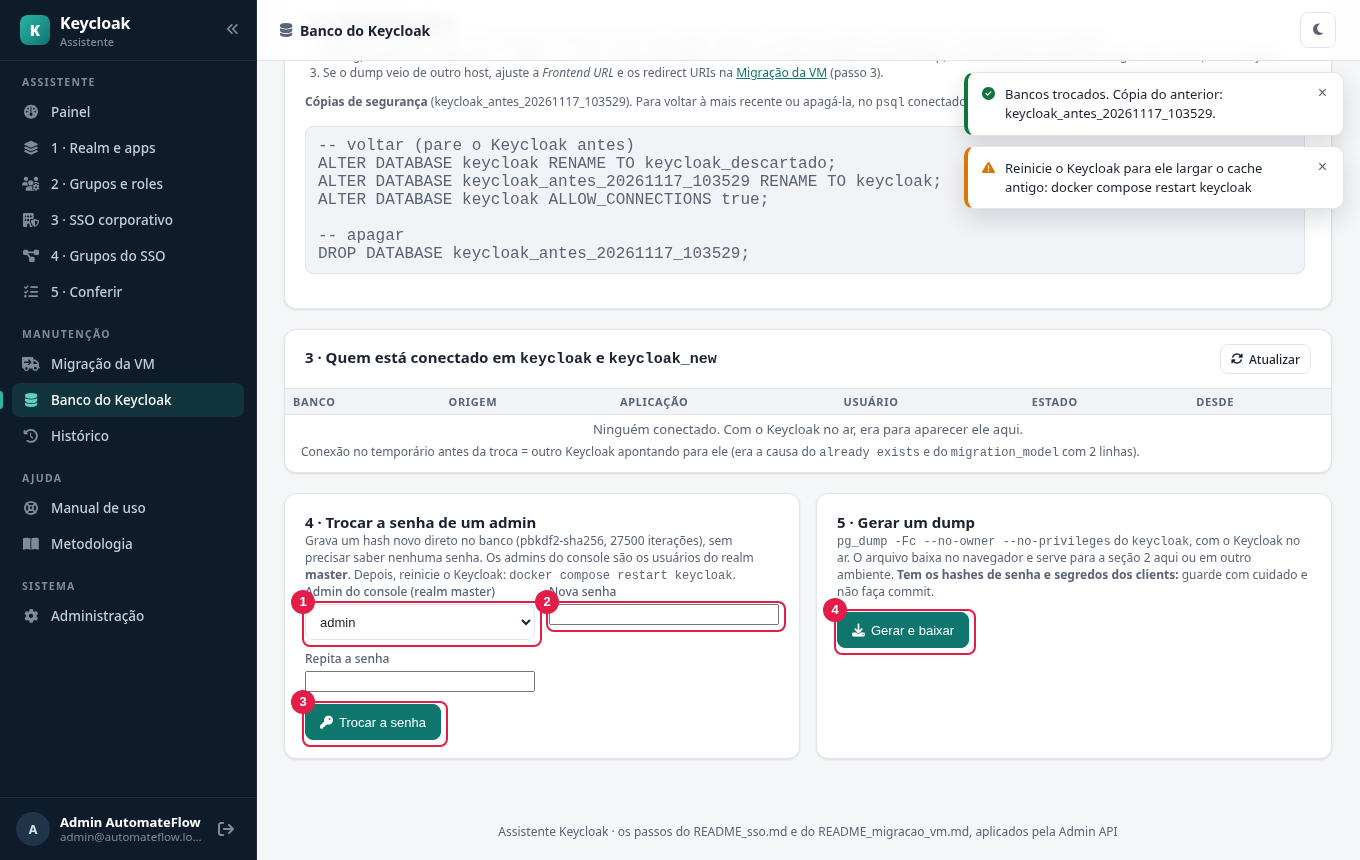 K
Keycloak
Assistente
ASSISTENTE
Painel
1 · Realm e apps
2 · Grupos e roles
3 · SSO corporativo
4 · Grupos do SSO
5 · Conferir
MANUTENÇÃO
Migração da VM
Banco do Keycloak
Histórico
AJUDA
Manual de uso
Metodologia
SISTEMA
Administração
A
Admin AutomateFlow
admin@automateflow.lo...
Banco do Keycloak
3. Se o dump veio de outro host, ajuste a Frontend URL e os redirect URIs na Migração da VM (passo 3).
Cópias de segurança (keycloak_antes_20261117_103529). Para voltar à mais recente ou apagá-la, no psql conectado
-- voltar (pare o Keycloak antes)
ALTER DATABASE keycloak RENAME TO keycloak_descartado;
ALTER DATABASE keycloak_antes_20261117_103529 RENAME TO keycloak;
ALTER DATABASE keycloak ALLOW_CONNECTIONS true;
-- apagar
DROP DATABASE keycloak_antes_20261117_103529;
Bancos trocados. Cópia do anterior:
keycloak_antes_20261117_103529.
Reinicie o Keycloak para ele largar o cache
antigo: docker compose restart keycloak
3 · Quem está conectado em keycloak e keycloak_new
Atualizar
BANCO ORIGEM APLICAÇÃO USUÁRIO ESTADO DESDE
Ninguém conectado. Com o Keycloak no ar, era para aparecer ele aqui.
Conexão no temporário antes da troca = outro Keycloak apontando para ele (era a causa do already exists e do migration_model com 2 linhas).
4 · Trocar a senha de um admin
Grava um hash novo direto no banco (pbkdf2-sha256, 27500 iterações), sem
precisar saber nenhuma senha. Os admins do console são os usuários do realm
master. Depois, reinicie o Keycloak: docker compose restart keycloak.
Admin do console (realm master)
Nova senha
1
admin
2
Repita a senha
3
Trocar a senha
5 · Gerar um dump
pg_dump -Fc --no-owner --no-privileges do keycloak, com o Keycloak no
ar. O arquivo baixa no navegador e serve para a seção 2 aqui ou em outro
ambiente. Tem os hashes de senha e segredos dos clients: guarde com cuidado e
não faça commit.
4
Gerar e baixar
Assistente Keycloak · os passos do README_sso.md e do README_migracao_vm.md, aplicados pela Admin API